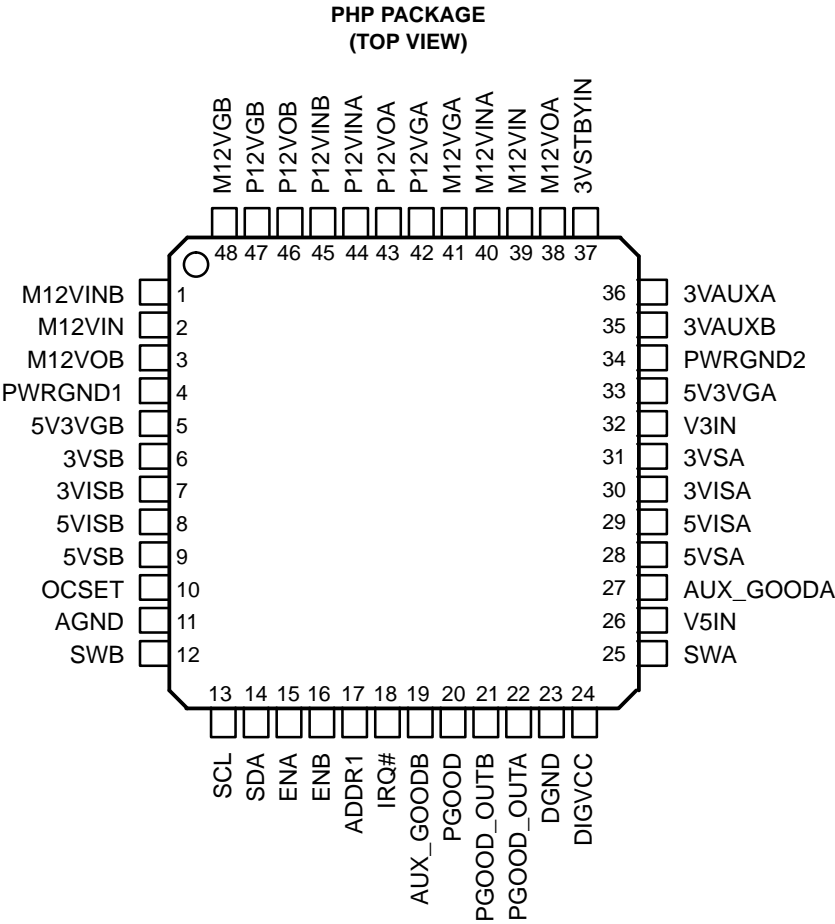 PHP PACKAGE
(TOP VIEW)
M12VGB
P12VGB
P12VOB
P12VINB
P12VINA
P12VOA
P12VGA
M12VGA
M12VINA
M12VIN
M12VOA
3VSTBYIN
48 47 46 45 44 43 42 41 40 39 38 37
M12VINB 1
M12VIN 2
M12VOB 3
PWRGND1 4
5V3VGB 5
3VSB 6
3VISB 7
5VISB 8
5VSB 9
OCSET 10
AGND 11
SWB 12
36 3VAUXA
35 3VAUXB
34 PWRGND2
33 5V3VGA
32 V3IN
31 3VSA
30 3VISA
29 5VISA
28 5VSA
27 AUX_GOODA
26 V5IN
25 SWA
13 14 15 16 17 18 19 20 21 22 23 24
SCL
SDA
ENA
ENB
ADDR1
IRQ#
AUX_GOODB
PGOOD
PGOOD_OUTB
PGOOD_OUTA
DGND
DIGVCC